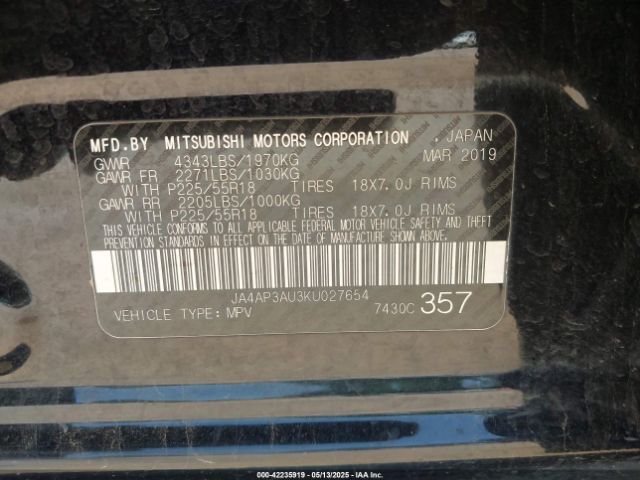 MFD.BY MITSUBISHI MOTORS CORPORATION , JAPAN
GVWR 4343LBS/1970KG MAR 2019
GAWR FR 2271LBS/1030KG
WITH P225/55R18 TIRES 18X7.0J RIMS
GAWR RR 2205LBS/1000KG
WITH P225/55R18 TIRES 18X7.0J RIMS
THIS VEHICLE CONFORMS TO ALL APPLICABLE FEDERAL MOTOR VEHICLE SAFETY AND THEFT
PREVENTION STANDARDS IN EFFECT ON THE DATE OF MANUFACTURE SHOWN ABOVE.
JA4AP3AU3KU027654
VEHICLE TYPE: MPV 7430C 357
000-42235919 - 05/13/2025 - IAA Inc.